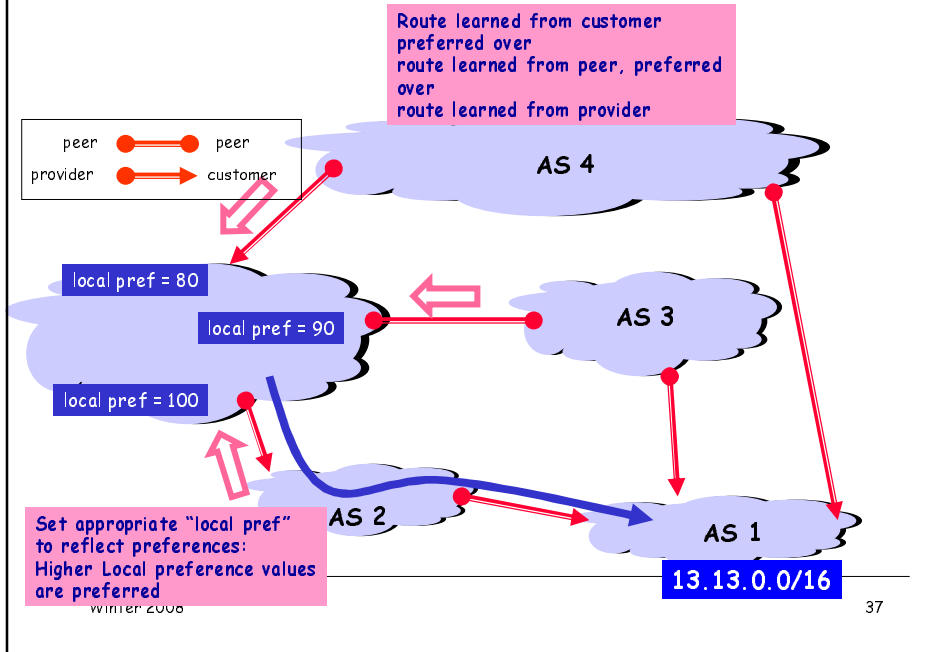 Route learned from customer
preferred over
route learned from peer, preferred
over
route learned from provider
peer peer
provider customer
AS 4
local pref = 80
local pref = 90
AS 3
local pref = 100
AS 2
AS 1
Set appropriate “local pref”
to reflect preferences:
Higher Local preference values
are preferred
13.13.0.0/16
Winter 2008
37